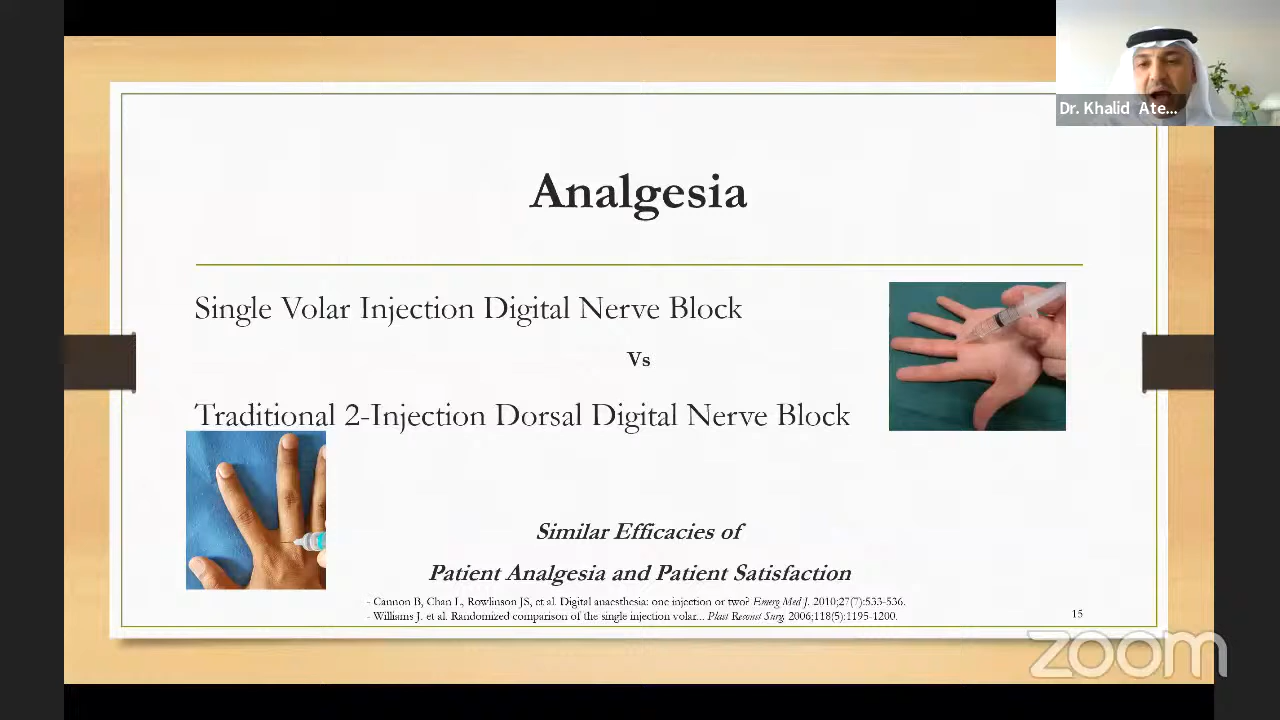 Dr. Khalid Ate...
Analgesia
Single Volar Injection Digital Nerve Block
Vs
Traditional 2-Injection Dorsal Digital Nerve Block
Similar Efficacies of
Patient Analgesia and Patient Satisfaction
- Cannon B, Chan L, Rowlinson JS, et al. Digital anaesthesia: one injection or two? Emerg Med J. 2010;27(7):533-536.
- Williams J. et al. Randomized comparison of the single injection volar... Plast Reconst Surg. 2006;118(5):1195-1200.
15
zoom